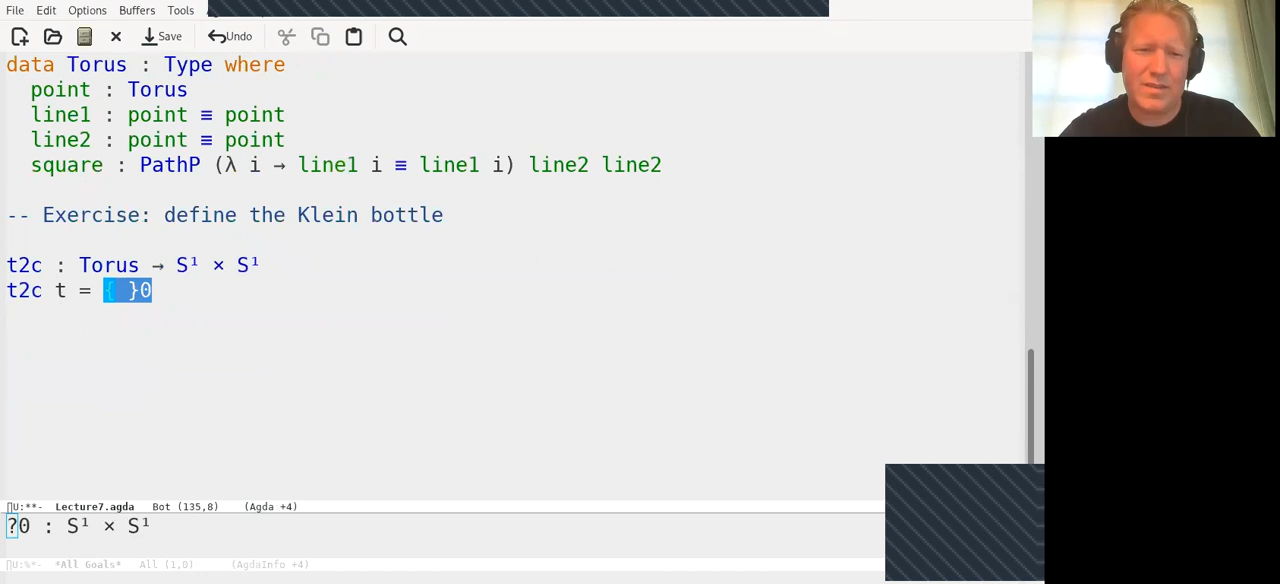 File Edit Options Buffers Tools
Save Undo
data Torus : Type where
point : Torus
line1 : point ≡ point
line2 : point ≡ point
square : PathP (λ i → line1 i ≡ line1 i) line2 line2
-- Exercise: define the Klein bottle
t2c : Torus → S¹ × S¹
t2c t = { }0
U:**- Lecture7.agda Bot (135,8) (Agda +4)
?0 : S¹ × S¹
U:%*- *All Goals* All (1,0) (AgdaInfo +4)